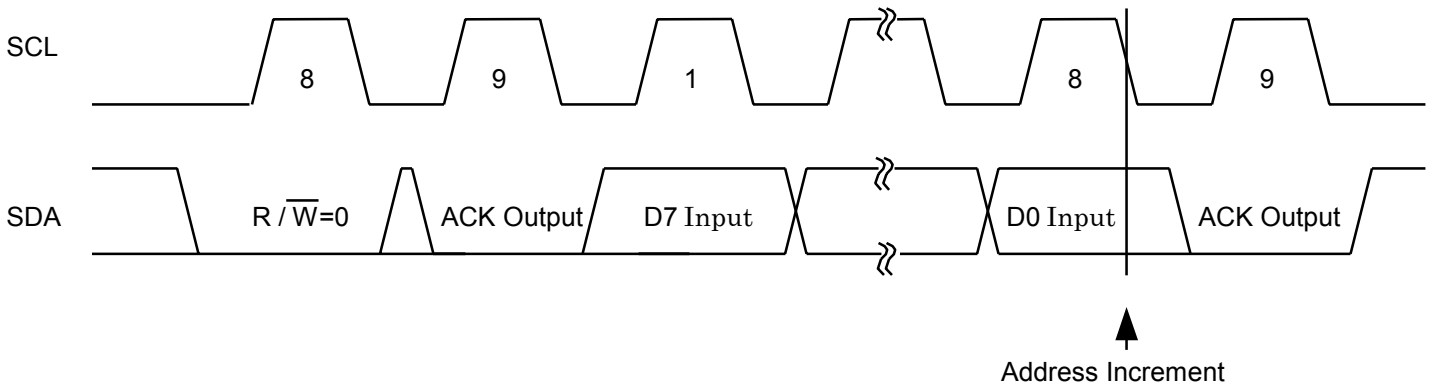 SCL
8
9
1
8
9
SDA
R / W̅=0
ACK Output
D7 Input
D0 Input
ACK Output
Address Increment